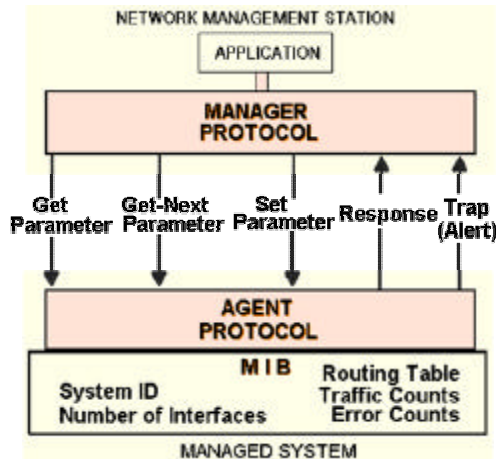 NETWORK MANAGEMENT STATION
APPLICATION
MANAGER
PROTOCOL
Get
Parameter
Get-Next
Parameter
Set
Parameter
Response
Trap
(Alert)
AGENT
PROTOCOL
MIB
System ID
Number of Interfaces
Routing Table
Traffic Counts
Error Counts
MANAGED SYSTEM